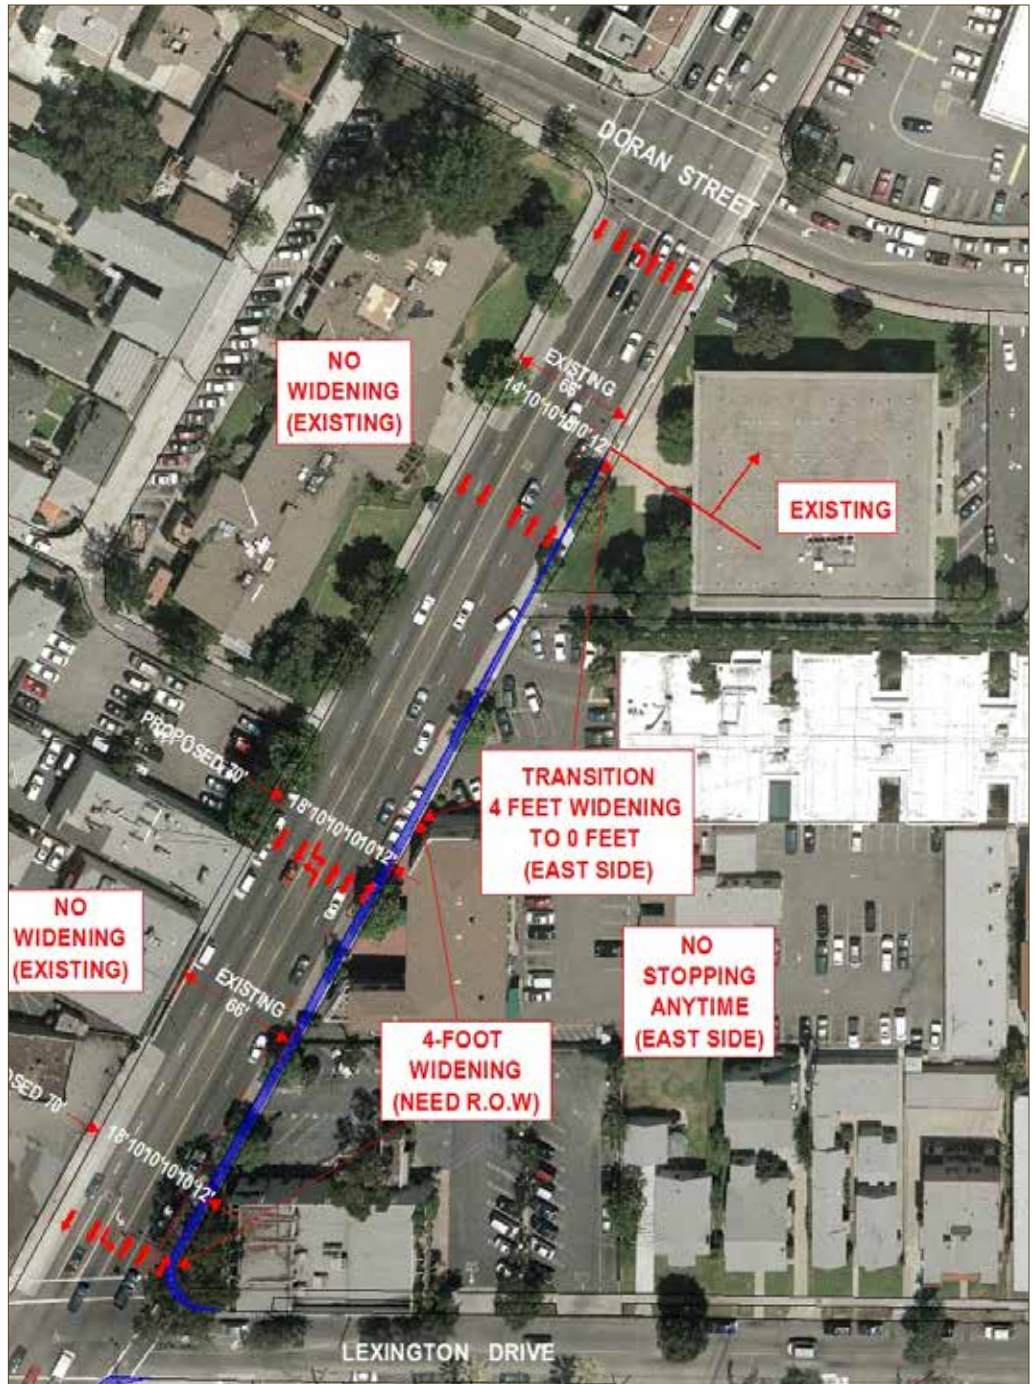 DORAN STREET
NO
WIDENING
(EXISTING)
EXISTING
66'
14'10'10'10'10'12'
EXISTING
PROPOSED 70'
18'10'10'10'10'12'
TRANSITION
4 FEET WIDENING
TO 0 FEET
(EAST SIDE)
NO
WIDENING
(EXISTING)
NO
STOPPING
ANYTIME
(EAST SIDE)
EXISTING
66'
4-FOOT
WIDENING
(NEED R.O.W)
OSED 70'
18'10'10'10'10'12'
LEXINGTON DRIVE